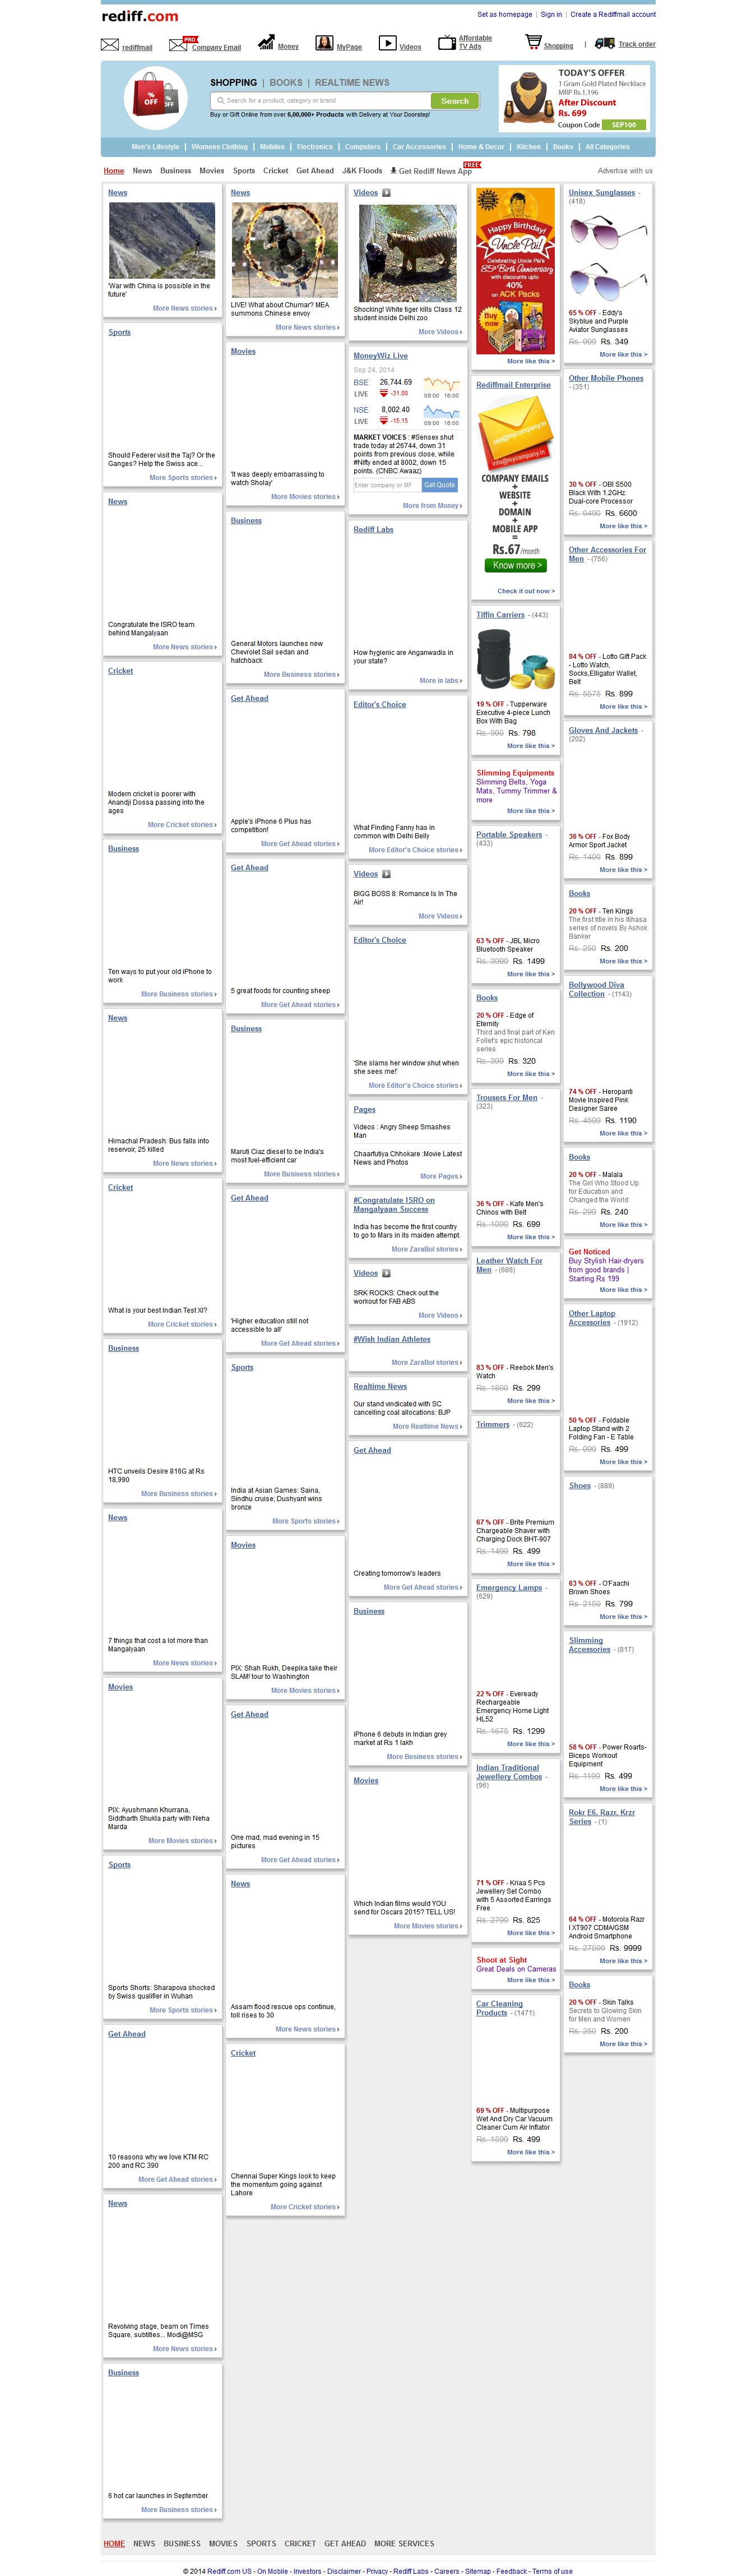 rediff.com
Set as homepage | Sign in | Create a Rediffmail account
rediffmail
PRO
Company Email
Money
MyPage
Videos
Affordable
TV Ads
Shopping
Track order
% OFF
% OFF
SHOPPING | BOOKS | REALTIME NEWS
Search for a product, category or brand
Search
Buy or Gift Online from over 6,00,000+ Products with Delivery at Your Doorstep!
TODAY'S OFFER
1 Gram Gold Plated Necklace
MRP Rs.1,196
After Discount
Rs. 699
Coupon Code SEP100
Men's Lifestyle | Womens Clothing | Mobiles | Electronics | Computers | Car Accessories | Home & Decor | Kitchen | Books | All Categories
Home News Business Movies Sports Cricket Get Ahead J&K Floods Get Rediff News App
FREE
Advertise with us
News
'War with China is possible in the
future'
More News stories
Sports
Should Federer visit the Taj? Or the
Ganges? Help the Swiss ace...
More Sports stories
News
Congratulate the ISRO team
behind Mangalyaan
More News stories
Cricket
Modern cricket is poorer with
Anandji Dossa passing into the
ages
More Cricket stories
Business
Ten ways to put your old iPhone to
work
More Business stories
News
Himachal Pradesh: Bus falls into
reservoir, 25 killed
More News stories
Cricket
What is your best Indian Test XI?
More Cricket stories
Business
HTC unveils Desire 816G at Rs
18,990
More Business stories
News
7 things that cost a lot more than
Mangalyaan
More News stories
Movies
PIX: Ayushmann Khurrana,
Siddharth Shukla party with Neha
Marda
More Movies stories
Sports
Sports Shorts: Sharapova shocked
by Swiss qualifier in Wuhan
More Sports stories
Get Ahead
10 reasons why we love KTM RC
200 and RC 390
More Get Ahead stories
News
Revolving stage, beam on Times
Square, subtitles... Modi@MSG
More News stories
Business
6 hot car launches in September
More Business stories
News
LIVE! What about Chumar? MEA
summons Chinese envoy
More News stories
Movies
'It was deeply embarrassing to
watch Sholay'
More Movies stories
Business
General Motors launches new
Chevrolet Sail sedan and
hatchback
More Business stories
Get Ahead
Apple's iPhone 6 Plus has
competition!
More Get Ahead stories
Get Ahead
5 great foods for counting sheep
More Get Ahead stories
Business
Maruti Ciaz diesel to be India's
most fuel-efficient car
More Business stories
Get Ahead
'Higher education still not
accessible to all'
More Get Ahead stories
Sports
India at Asian Games: Saina,
Sindhu cruise; Dushyant wins
bronze
More Sports stories
Movies
PIX: Shah Rukh, Deepika take their
SLAM! tour to Washington
More Movies stories
Get Ahead
One mad, mad evening in 15
pictures
More Get Ahead stories
News
Assam flood rescue ops continue,
toll rises to 30
More News stories
Cricket
Chennai Super Kings look to keep
the momentum going against
Lahore
More Cricket stories
Videos
Shocking! White tiger kills Class 12
student inside Delhi zoo
More Videos
MoneyWiz Live
Sep 24, 2014
BSE 26,744.69
LIVE -31.00
09:00 16:00
NSE 8,002.40
LIVE -15.15
09:00 16:00
MARKET VOICES : #Sensex shut
trade today at 26744, down 31
points from previous close, while
#Nifty ended at 8002, down 15
points. (CNBC Awaaz)
Enter company or MF Get Quote
More from Money
Rediff Labs
How hygienic are Anganwadis in
your state?
More in labs
Editor's Choice
What Finding Fanny has in
common with Delhi Belly
More Editor's Choice stories
Videos
BIGG BOSS 8: Romance Is In The
Air!
More Videos
Editor's Choice
'She slams her window shut when
she sees me!'
More Editor's Choice stories
Pages
Videos : Angry Sheep Smashes
Man
Chaarfutiya Chhokare :Movie Latest
News and Photos
More Pages
#Congratulate ISRO on
Mangalyaan Success
India has become the first country
to go to Mars in its maiden attempt.
More ZaraBol stories
Videos
SRK ROCKS: Check out the
workout for FAB ABS
More Videos
#Wish Indian Athletes
More ZaraBol stories
Realtime News
Our stand vindicated with SC
cancelling coal allocations: BJP
More Realtime News
Get Ahead
Creating tomorrow's leaders
More Get Ahead stories
Business
iPhone 6 debuts in Indian grey
market at Rs 1 lakh
More Business stories
Movies
Which Indian films would YOU
send for Oscars 2015? TELL US!
More Movies stories
Happy Birthday!
Uncle Pai!
Celebrating Uncle Pai's
85th Birth Anniversary
with discounts upto
40%
on ACK Packs
Buy
now
More like this >
Rediffmail Enterprise
ceo@mycompany.in
info@mycompany.in
COMPANY EMAILS
+
WEBSITE
+
DOMAIN
+
MOBILE APP
=
Rs.67/month
Know more >
Check it out now >
Tiffin Carriers - (443)
19 % OFF - Tupperware
Executive 4-piece Lunch
Box With Bag
Rs. 990 Rs. 798
More like this >
Slimming Equipments
Slimming Belts, Yoga
Mats, Tummy Trimmer &
more
More like this >
Portable Speakers -
(433)
63 % OFF - JBL Micro
Bluetooth Speaker
Rs. 3999 Rs. 1499
More like this >
Books
20 % OFF - Edge of
Eternity
Third and final part of Ken
Follet's epic historical
series
Rs. 399 Rs. 320
More like this >
Trousers For Men -
(323)
36 % OFF - Kafe Men's
Chinos with Belt
Rs. 1099 Rs. 699
More like this >
Leather Watch For
Men - (686)
83 % OFF - Reebok Men's
Watch
Rs. 1800 Rs. 299
More like this >
Trimmers - (622)
67 % OFF - Brite Premium
Chargeable Shaver with
Charging Dock BHT-907
Rs. 1499 Rs. 499
More like this >
Emergency Lamps -
(629)
22 % OFF - Eveready
Rechargeable
Emergency Home Light
HL52
Rs. 1675 Rs. 1299
More like this >
Indian Traditional
Jewellery Combos -
(96)
71 % OFF - Kriaa 5 Pcs
Jewellery Set Combo
with 5 Assorted Earrings
Free
Rs. 2799 Rs. 825
More like this >
Shoot at Sight
Great Deals on Cameras
More like this >
Car Cleaning
Products - (1471)
69 % OFF - Multipurpose
Wet And Dry Car Vacuum
Cleaner Cum Air Inflator
Rs. 1599 Rs. 499
More like this >
Unisex Sunglasses -
(418)
65 % OFF - Eddy's
Skyblue and Purple
Aviator Sunglasses
Rs. 999 Rs. 349
More like this >
Other Mobile Phones
- (351)
30 % OFF - OBI S500
Black With 1.2GHz
Dual-core Processor
Rs. 9490 Rs. 6600
More like this >
Other Accessories For
Men - (756)
84 % OFF - Lotto Gift Pack
- Lotto Watch,
Socks,Elligator Wallet,
Belt
Rs. 5575 Rs. 899
More like this >
Gloves And Jackets -
(202)
36 % OFF - Fox Body
Armor Sport Jacket
Rs. 1400 Rs. 899
More like this >
Books
20 % OFF - Ten Kings
The first title in his Itihasa
series of novels By Ashok
Banker
Rs. 250 Rs. 200
More like this >
Bollywood Diva
Collection - (1143)
74 % OFF - Heropanti
Movie Inspired Pink
Designer Saree
Rs. 4599 Rs. 1190
More like this >
Books
20 % OFF - Malala
The Girl Who Stood Up
for Education and
Changed the World
Rs. 299 Rs. 240
More like this >
Get Noticed
Buy Stylish Hair-dryers
from good brands |
Starting Rs 199
More like this >
Other Laptop
Accessories - (1912)
50 % OFF - Foldable
Laptop Stand with 2
Folding Fan - E Table
Rs. 999 Rs. 499
More like this >
Shoes - (889)
63 % OFF - O'Faachi
Brown Shoes
Rs. 2150 Rs. 799
More like this >
Slimming
Accessories - (817)
58 % OFF - Power Roarts-
Biceps Workout
Equipment
Rs. 1199 Rs. 499
More like this >
Rokr E6, Razr, Krzr
Series - (1)
64 % OFF - Motorola Razr
I XT907 CDMA/GSM
Android Smartphone
Rs. 27590 Rs. 9999
More like this >
Books
20 % OFF - Skin Talks
Secrets to Glowing Skin
for Men and Women
Rs. 250 Rs. 200
More like this >
HOME NEWS BUSINESS MOVIES SPORTS CRICKET GET AHEAD MORE SERVICES
© 2014 Rediff.com US - On Mobile - Investors - Disclaimer - Privacy - Rediff Labs - Careers - Sitemap - Feedback - Terms of use